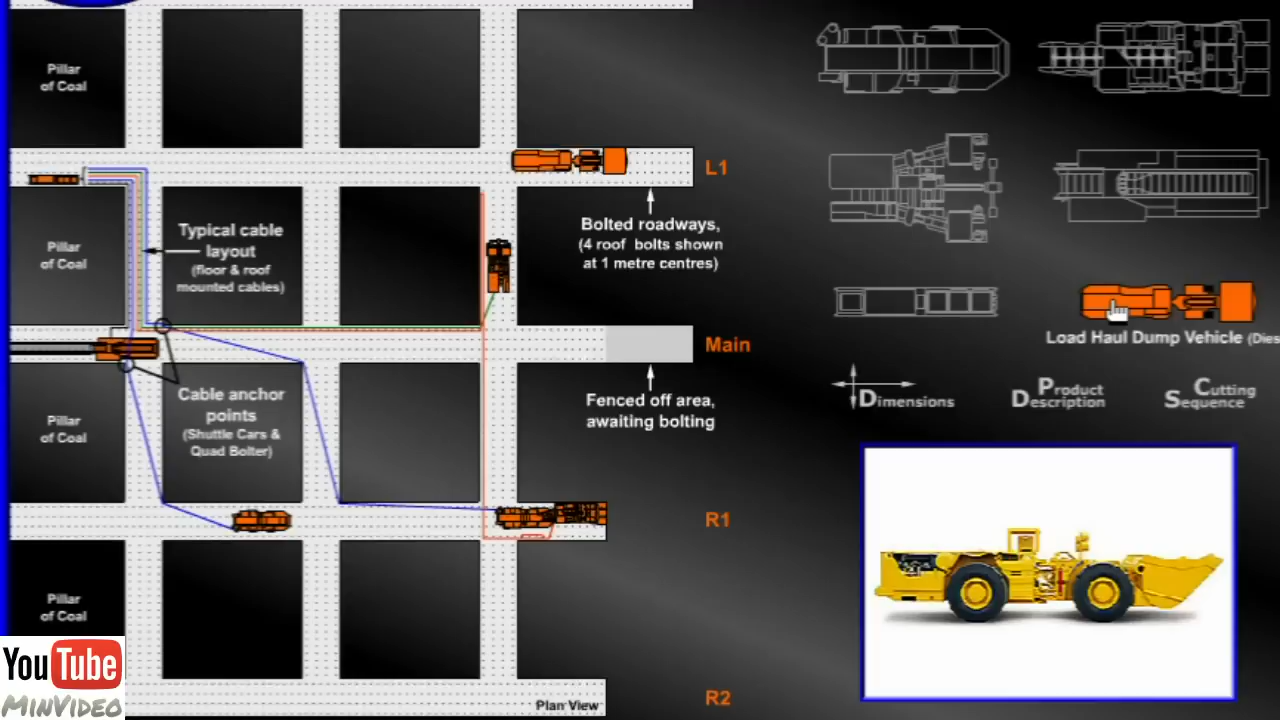 Pillar
of Coal
L1
Bolted roadways,
(4 roof bolts shown
at 1 metre centres)
Pillar
of Coal
Typical cable
layout
(floor & roof
mounted cables)
Load Haul Dump Vehicle (Dies
Main
Dimensions
Product
Description
Cutting
Sequence
Fenced off area,
awaiting bolting
Cable anchor
points
(Shuttle Cars &
Quad Bolter)
Pillar
of Coal
R1
Pillar
of Coal
R2
Plan View
YouTube
MinVideo